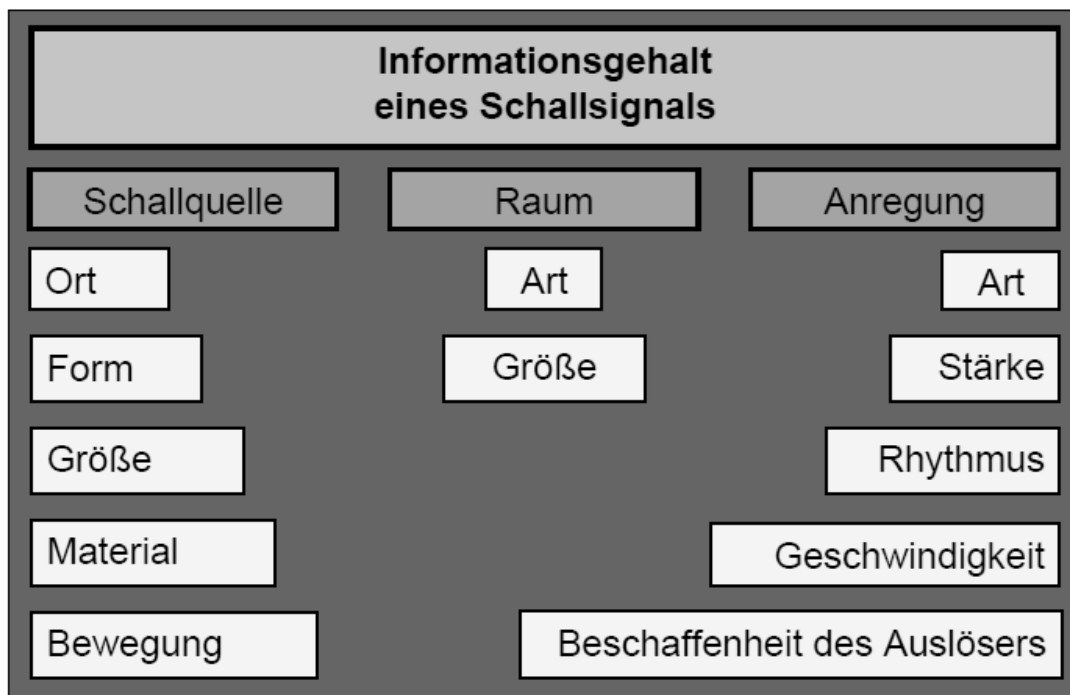 Informationsgehalt
eines Schallsignals
Schallquelle
Raum
Anregung
Ort
Art
Art
Form
Größe
Stärke
Größe
Rhythmus
Material
Geschwindigkeit
Bewegung
Beschaffenheit des Auslösers